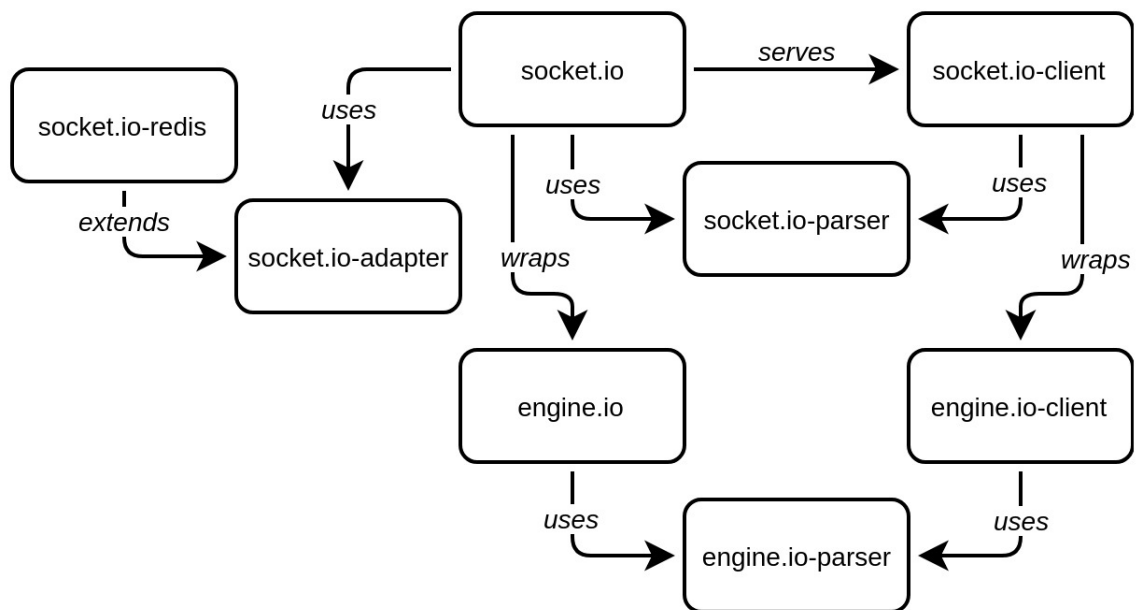 socket.io
serves
socket.io-client
socket.io-redis
uses
extends
socket.io-adapter
uses
socket.io-parser
uses
wraps
wraps
engine.io
engine.io-client
uses
engine.io-parser
uses